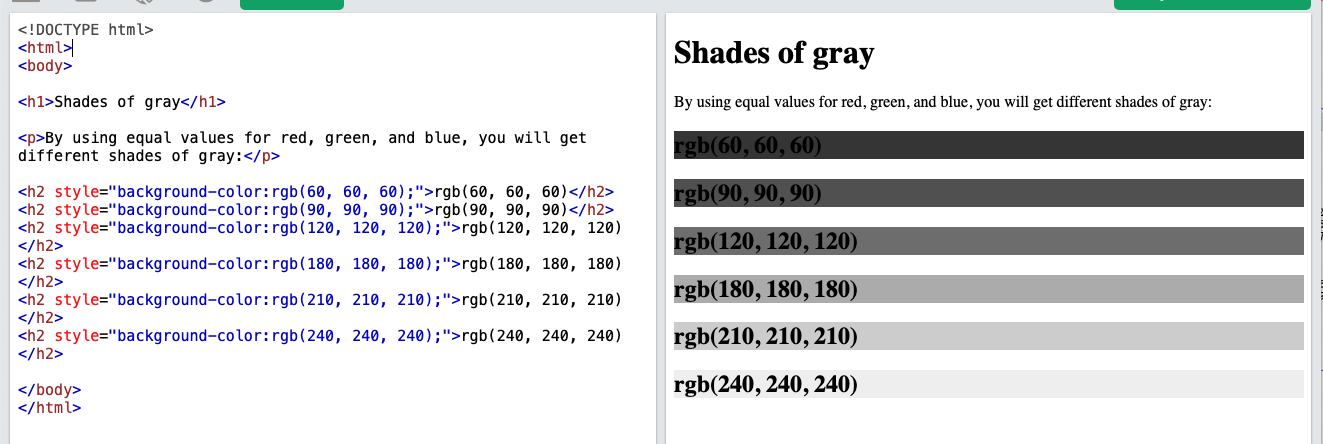 <!DOCTYPE html>
<html>
<body>
<h1>Shades of gray</h1>
<p>By using equal values for red, green, and blue, you will get
different shades of gray:</p>
<h2 style="background-color:rgb(60, 60, 60);">rgb(60, 60, 60)</h2>
<h2 style="background-color:rgb(90, 90, 90);">rgb(90, 90, 90)</h2>
<h2 style="background-color:rgb(120, 120, 120);">rgb(120, 120, 120)
</h2>
<h2 style="background-color:rgb(180, 180, 180);">rgb(180, 180, 180)
</h2>
<h2 style="background-color:rgb(210, 210, 210);">rgb(210, 210, 210)
</h2>
<h2 style="background-color:rgb(240, 240, 240);">rgb(240, 240, 240)
</h2>
</body>
</html>
Shades of gray
By using equal values for red, green, and blue, you will get different shades of gray:
rgb(60, 60, 60)
rgb(90, 90, 90)
rgb(120, 120, 120)
rgb(180, 180, 180)
rgb(210, 210, 210)
rgb(240, 240, 240)